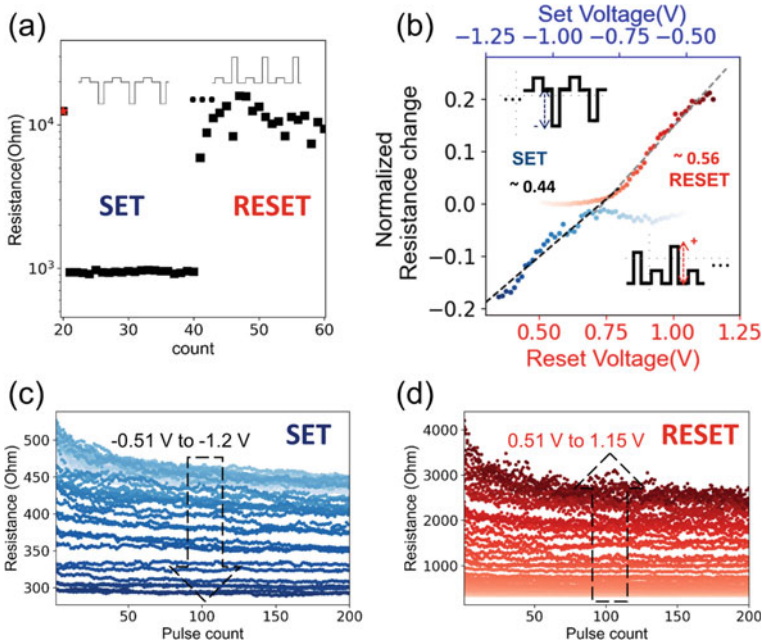 (a)
10⁴
10³
Resistance(Ohm)
SET
RESET
20
30
40
50
60
count
(b)
Set Voltage(V)
−1.25
−1.00
−0.75
−0.50
0.2
0.1
0.0
−0.1
−0.2
Normalized
Resistance change
SET
~ 0.44
~ 0.56
RESET
-
+
0.50
0.75
1.00
1.25
Reset Voltage(V)
(c)
-0.51 V to -1.2 V
SET
500
450
400
350
300
Resistance (Ohm)
50
100
150
200
Pulse count
(d)
0.51 V to 1.15 V
RESET
4000
3000
2000
1000
Resistance (Ohm)
50
100
150
200
Pulse count